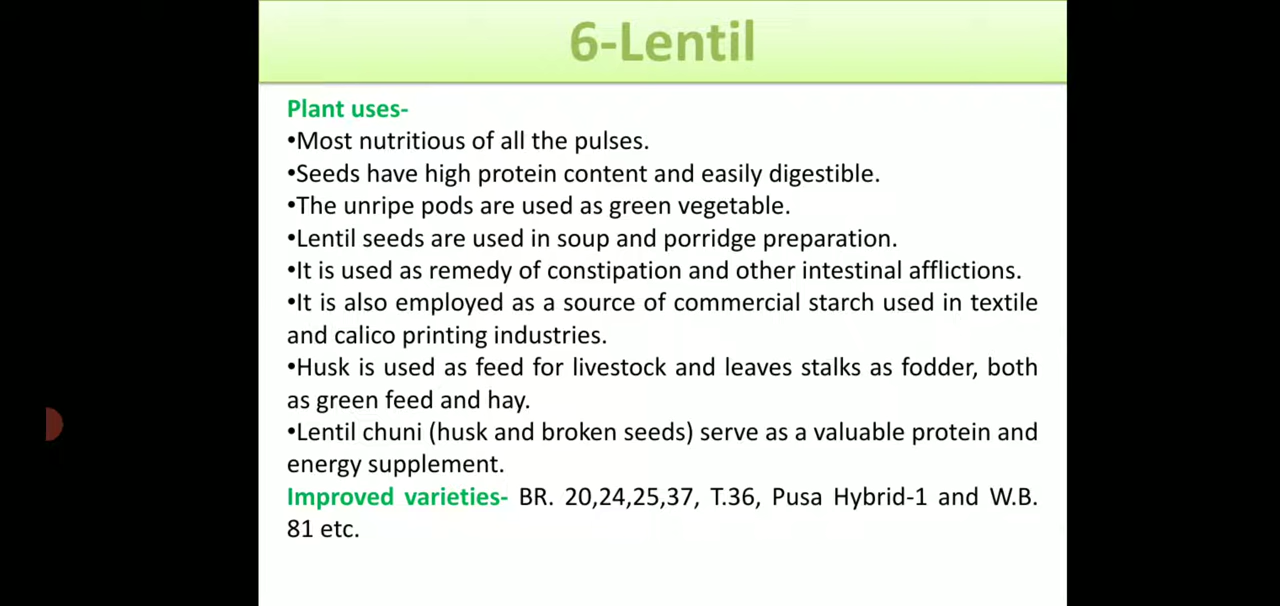 6-Lentil
Plant uses-
•Most nutritious of all the pulses.
•Seeds have high protein content and easily digestible.
•The unripe pods are used as green vegetable.
•Lentil seeds are used in soup and porridge preparation.
•It is used as remedy of constipation and other intestinal afflictions.
•It is also employed as a source of commercial starch used in textile
and calico printing industries.
•Husk is used as feed for livestock and leaves stalks as fodder, both
as green feed and hay.
•Lentil chuni (husk and broken seeds) serve as a valuable protein and
energy supplement.
Improved varieties- BR. 20,24,25,37, T.36, Pusa Hybrid-1 and W.B.
81 etc.